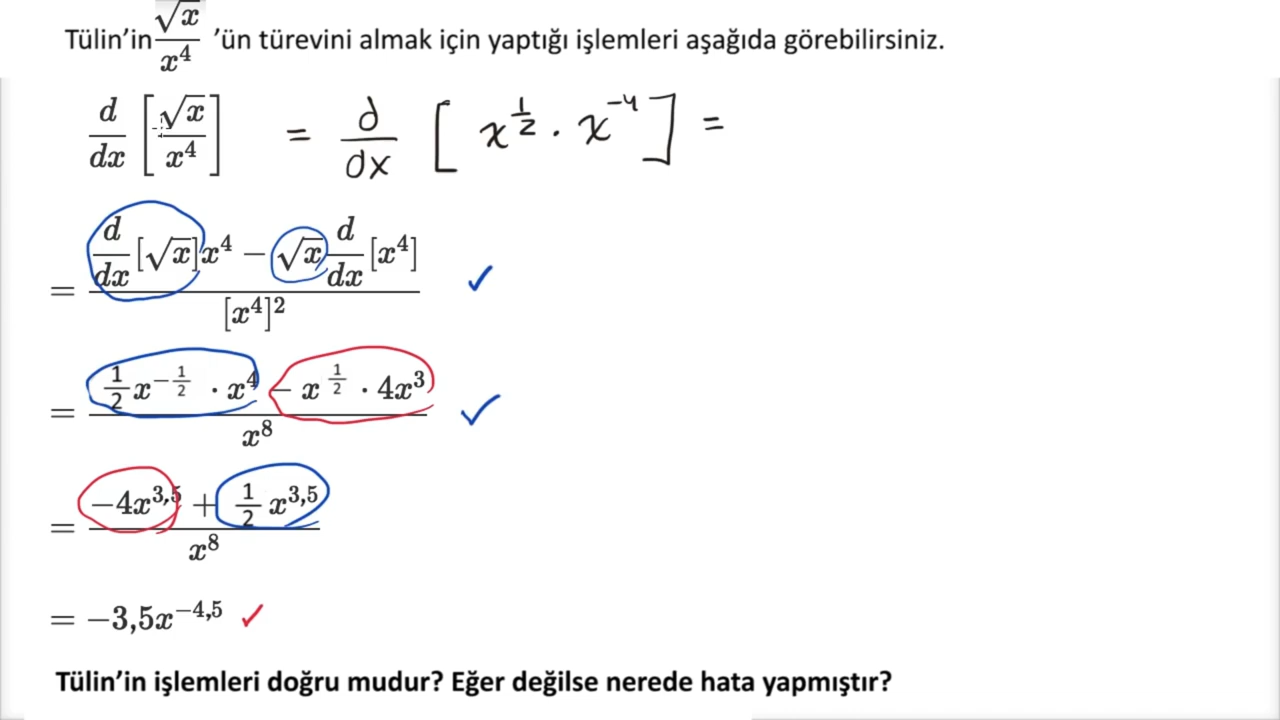 Tülin’in √x/x⁴ ’ün türevini almak için yaptığı işlemleri aşağıda görebilirsiniz.
d/dx [√x/x⁴] = d/dx [x^(1/2) · x^(-4)] =
= (d/dx[√x]x⁴ − √x d/dx[x⁴])/[x⁴]² ✓
= (1/2 x^(−1/2) · x⁴ − x^(1/2) · 4x³)/x⁸ ✓
= (−4x^(3,5) + 1/2 x^(3,5))/x⁸
= −3,5x^(−4,5) ✓
Tülin’in işlemleri doğru mudur? Eğer değilse nerede hata yapmıştır?